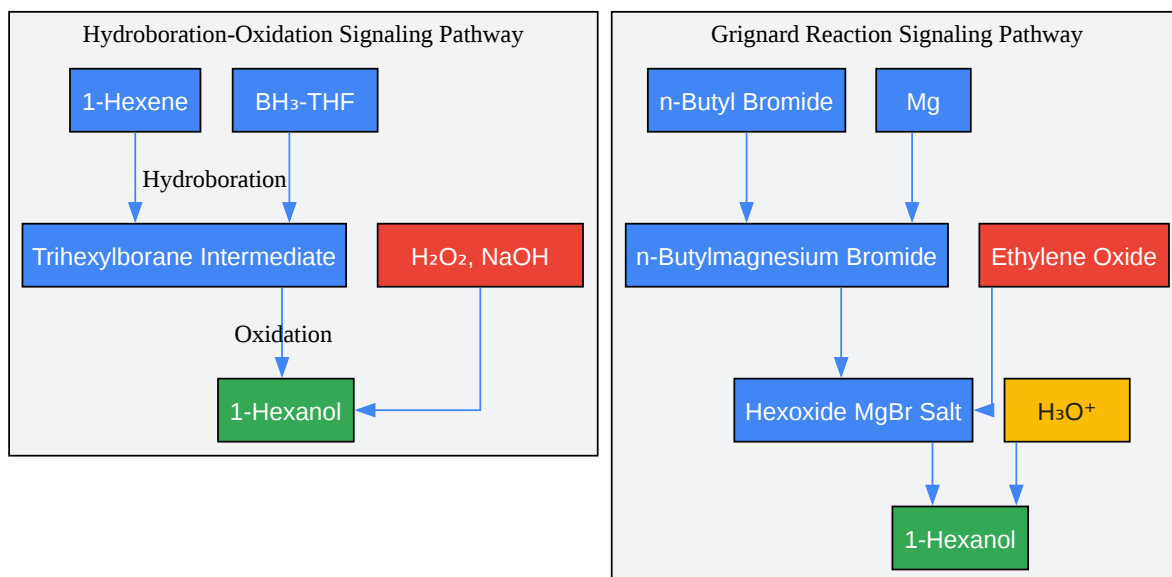 Hydroboration-Oxidation Signaling Pathway
1-Hexene
BH₃-THF
Hydroboration
Trihexylborane Intermediate
H₂O₂, NaOH
Oxidation
1-Hexanol
Grignard Reaction Signaling Pathway
n-Butyl Bromide
Mg
n-Butylmagnesium Bromide
Ethylene Oxide
Hexoxide MgBr Salt
H₃O⁺
1-Hexanol